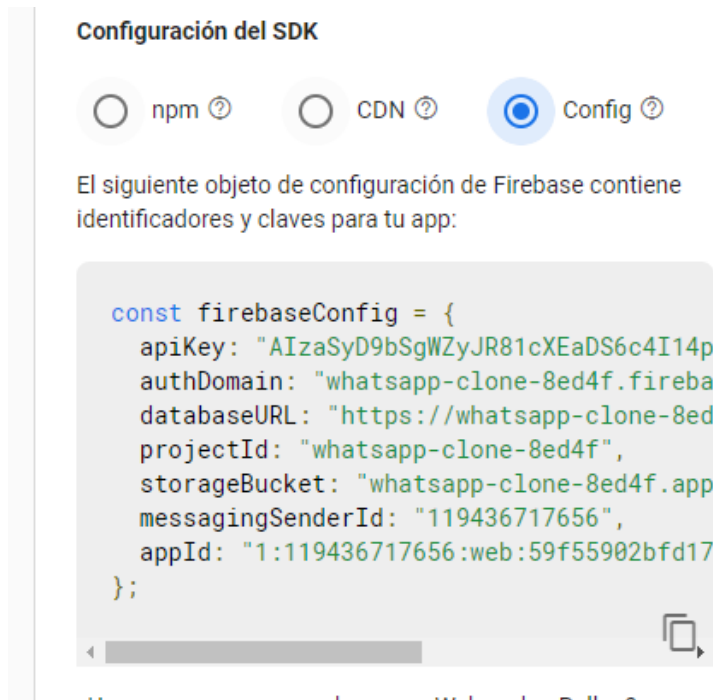 Configuración del SDK
npm CDN Config
El siguiente objeto de configuración de Firebase contiene
identificadores y claves para tu app:
const firebaseConfig = {
apiKey: "AIzaSyD9bSgWZyJR81cXEaDS6c4I14p
authDomain: "whatsapp-clone-8ed4f.fireba
databaseURL: "https://whatsapp-clone-8ed
projectId: "whatsapp-clone-8ed4f",
storageBucket: "whatsapp-clone-8ed4f.app
messagingSenderId: "119436717656",
appId: "1:119436717656:web:59f55902bfd17
};